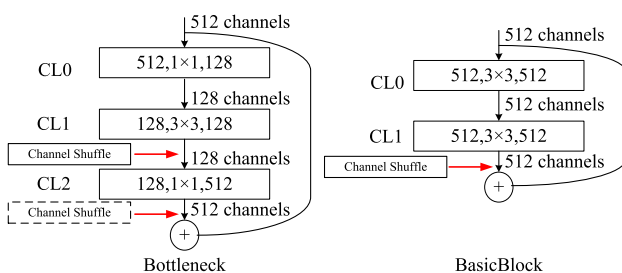 512 channels
CL0
512,1×1,128
128 channels
CL1
128,3×3,128
Channel Shuffle
128 channels
CL2
128,1×1,512
Channel Shuffle
512 channels
+
Bottleneck
512 channels
CL0
512,3×3,512
512 channels
CL1
512,3×3,512
Channel Shuffle
512 channels
+
BasicBlock